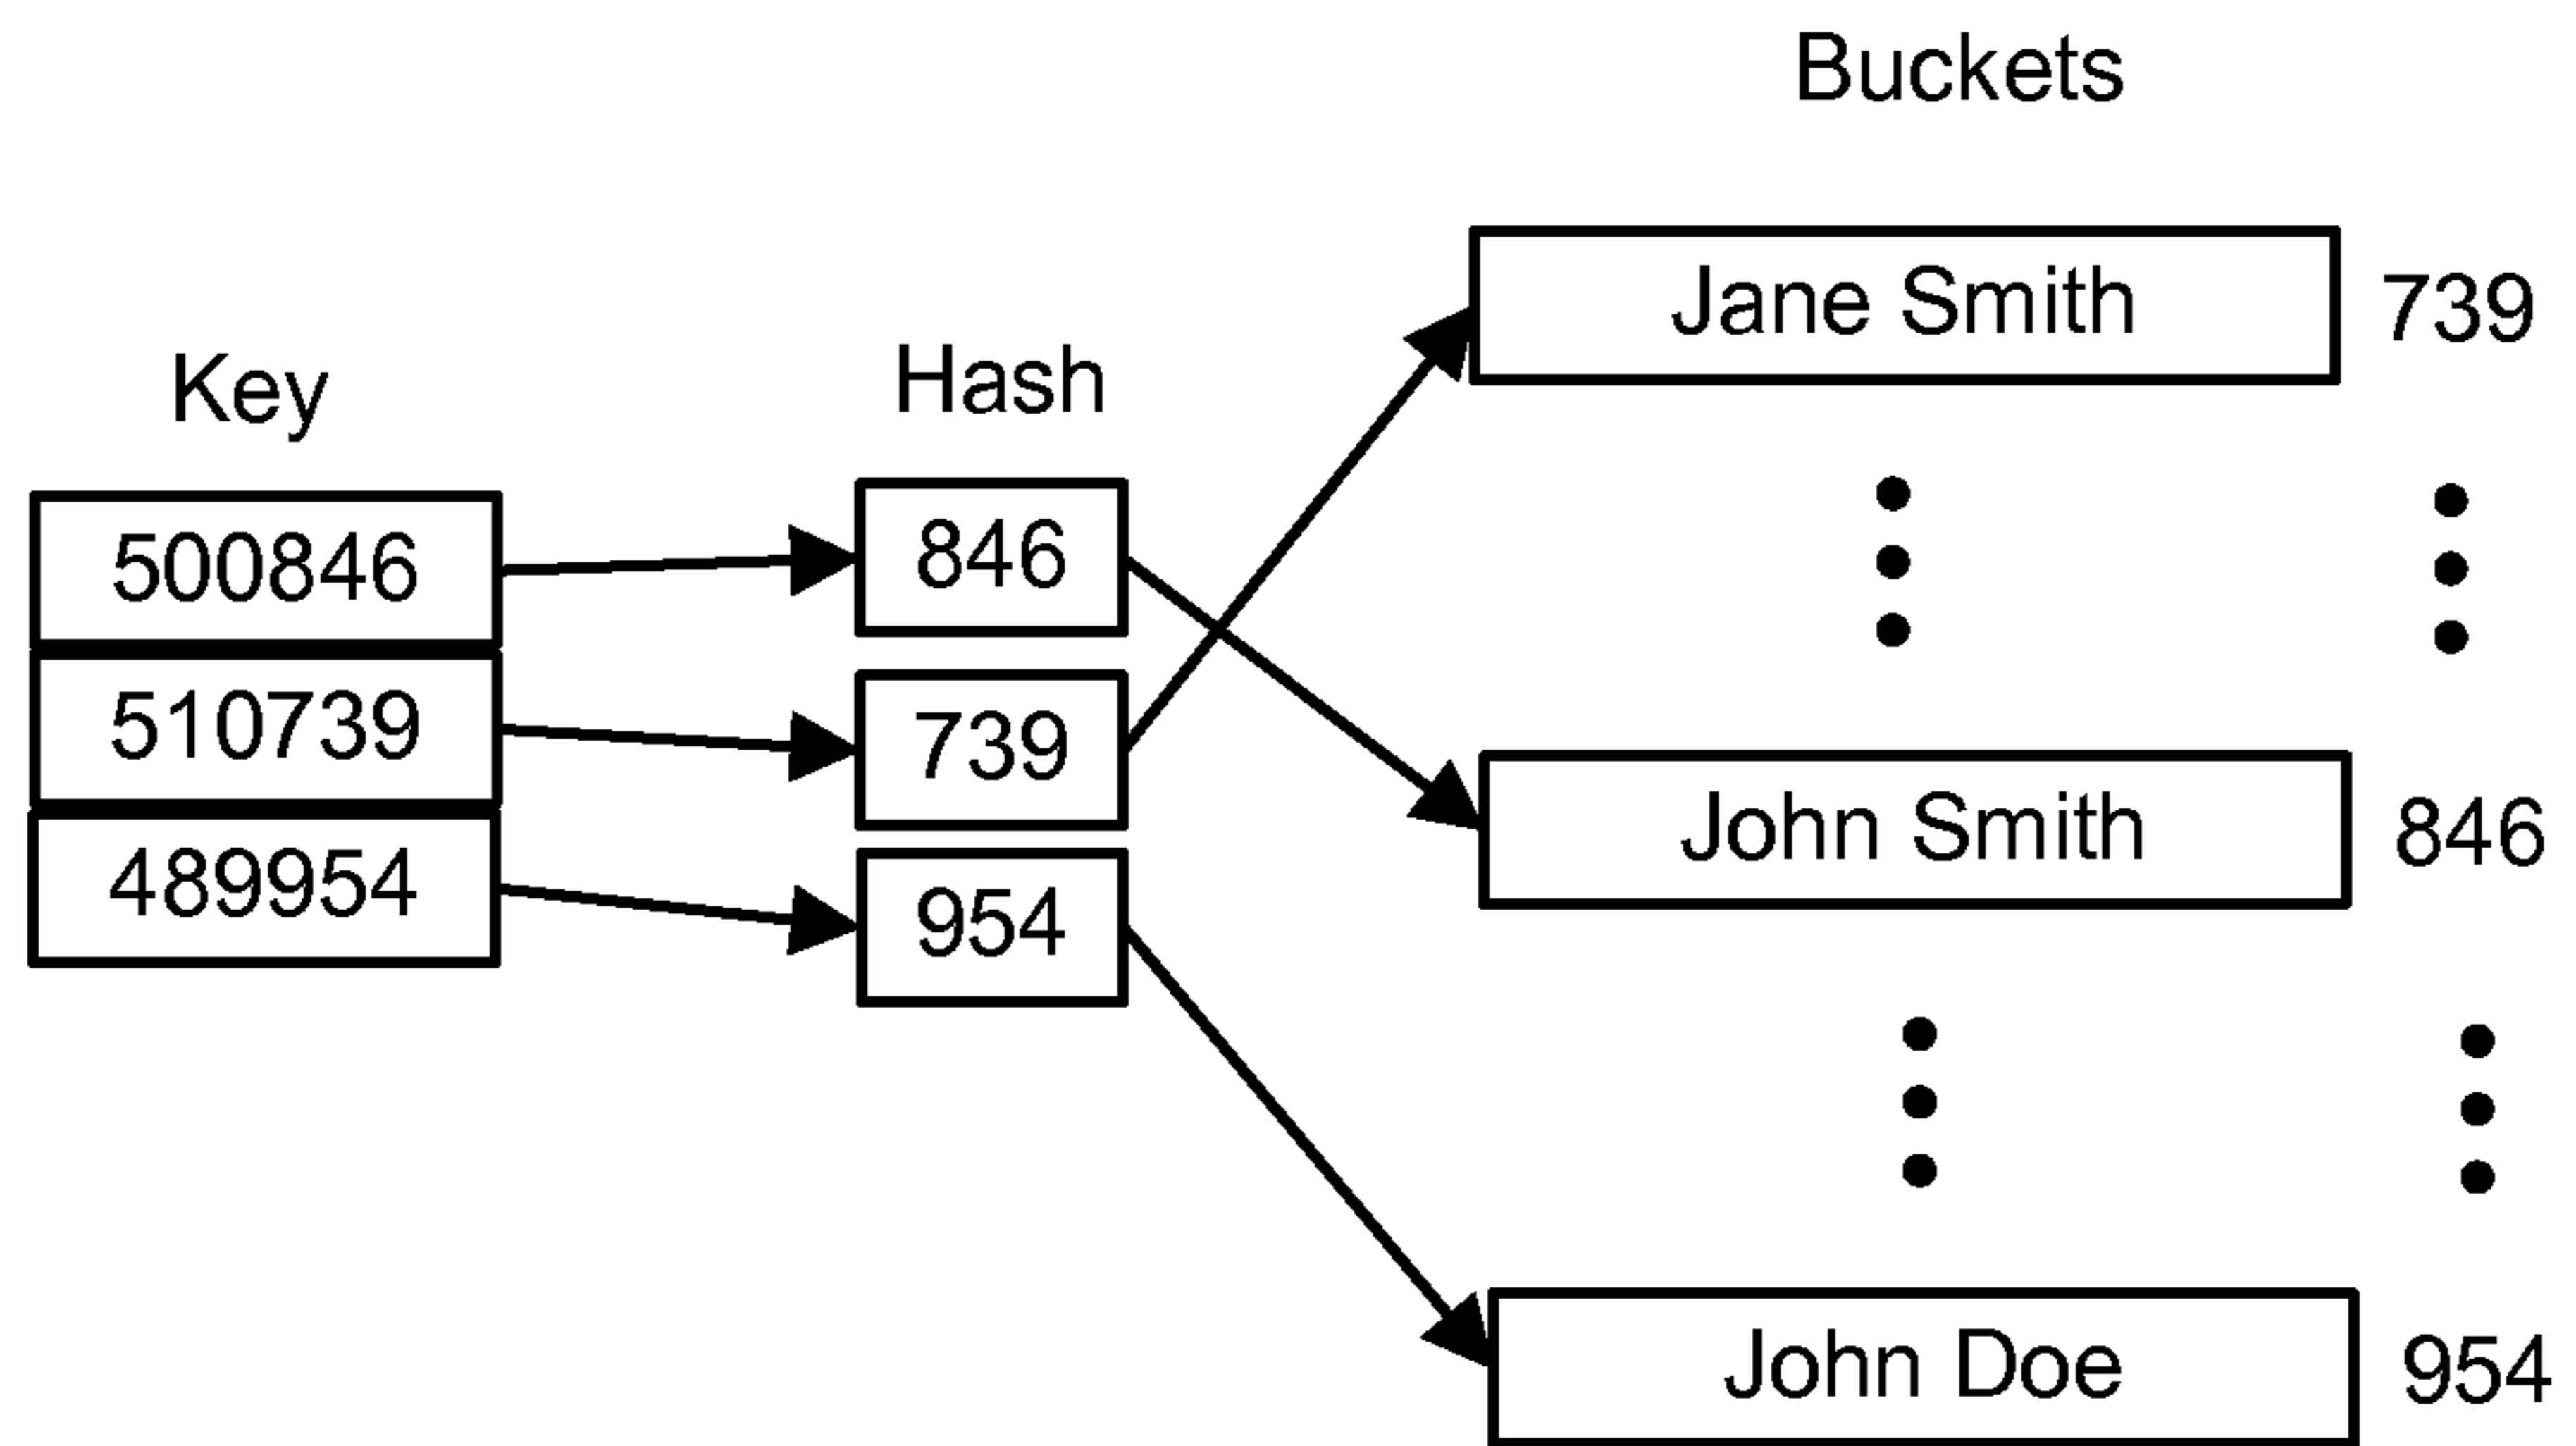 Buckets
Key
Hash
500846
510739
489954
846
739
954
Jane Smith 739
John Smith 846
John Doe 954